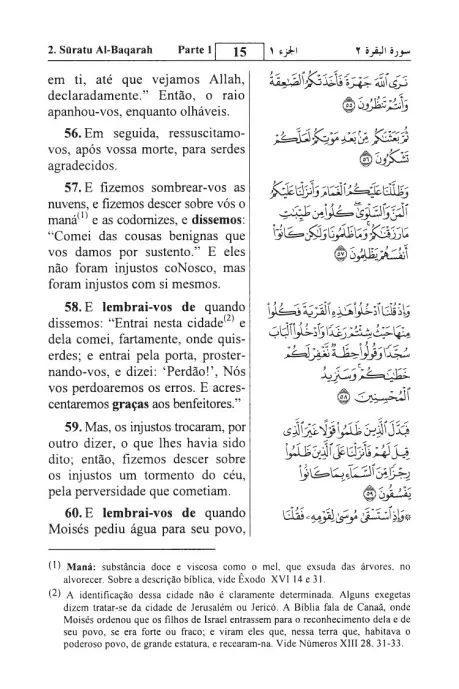 2. Sūratu Al-Baqarah Parte 1 15 الجزء ١ سورة البقرة ٢
em ti, até que vejamos Allah,
declaradamente.” Então, o raio
apanhou-vos, enquanto olháveis.
56. Em seguida, ressuscitamo-
vos, após vossa morte, para serdes
agradecidos.
57. E fizemos sombrear-vos as
nuvens, e fizemos descer sobre vós o
maná(1) e as codornizes, e dissemos:
“Comei das cousas benignas que
vos damos por sustento.” E eles
não foram injustos coNosco, mas
foram injustos com si mesmos.
58. E lembrai-vos de quando
dissemos: “Entrai nesta cidade(2) e
dela comei, fartamente, onde quis-
erdes; e entrai pela porta, proster-
nando-vos, e dizei: ‘Perdão!’, Nós
vos perdoaremos os erros. E acres-
centaremos graças aos benfeitores.”
59. Mas, os injustos trocaram, por
outro dizer, o que lhes havia sido
dito; então, fizemos descer sobre
os injustos um tormento do céu,
pela perversidade que cometiam.
60. E lembrai-vos de quando
Moisés pediu água para seu povo,
نَرَى ٱللَّهَ جَهْرَةً فَأَخَذَتْكُمُ ٱلصَّٰعِقَةُ
وَأَنتُمْ تَنظُرُونَ ٥٥
ثُمَّ بَعَثْنَٰكُم مِّنۢ بَعْدِ مَوْتِكُمْ لَعَلَّكُمْ
تَشْكُرُونَ ٥٦
وَظَلَّلْنَا عَلَيْكُمُ ٱلْغَمَامَ وَأَنزَلْنَا عَلَيْكُمُ
ٱلْمَنَّ وَٱلسَّلْوَىٰ كُلُوا۟ مِن طَيِّبَٰتِ
مَا رَزَقْنَٰكُمْ وَمَا ظَلَمُونَا وَلَٰكِن كَانُوٓا۟
أَنفُسَهُمْ يَظْلِمُونَ ٥٧
وَإِذْ قُلْنَا ٱدْخُلُوا۟ هَٰذِهِ ٱلْقَرْيَةَ فَكُلُوا۟
مِنْهَا حَيْثُ شِئْتُمْ رَغَدًا وَٱدْخُلُوا۟ ٱلْبَابَ
سُجَّدًا وَقُولُوا۟ حِطَّةٌ نَّغْفِرْ لَكُمْ
خَطَٰيَٰكُمْ وَسَنَزِيدُ
ٱلْمُحْسِنِينَ ٥٨
فَبَدَّلَ ٱلَّذِينَ ظَلَمُوا۟ قَوْلًا غَيْرَ ٱلَّذِى
قِيلَ لَهُمْ فَأَنزَلْنَا عَلَى ٱلَّذِينَ ظَلَمُوا۟
رِجْزًا مِّنَ ٱلسَّمَآءِ بِمَا كَانُوا۟
يَفْسُقُونَ ٥٩
۞ وَإِذِ ٱسْتَسْقَىٰ مُوسَىٰ لِقَوْمِهِۦ فَقُلْنَا
(1) Maná: substância doce e viscosa como o mel, que exsuda das árvores, no
alvorecer. Sobre a descrição bíblica, vide Êxodo XVI 14 e 31.
(2) A identificação dessa cidade não é claramente determinada. Alguns exegetas
dizem tratar-se da cidade de Jerusalém ou Jericó. A Bíblia fala de Canaã, onde
Moisés ordenou que os filhos de Israel entrassem para o reconhecimento dela e de
seu povo, se era forte ou fraco; e viram eles que, nessa terra que, habitava o
poderoso povo, de grande estatura, e recearam-na. Vide Números XIII 28, 31-33.